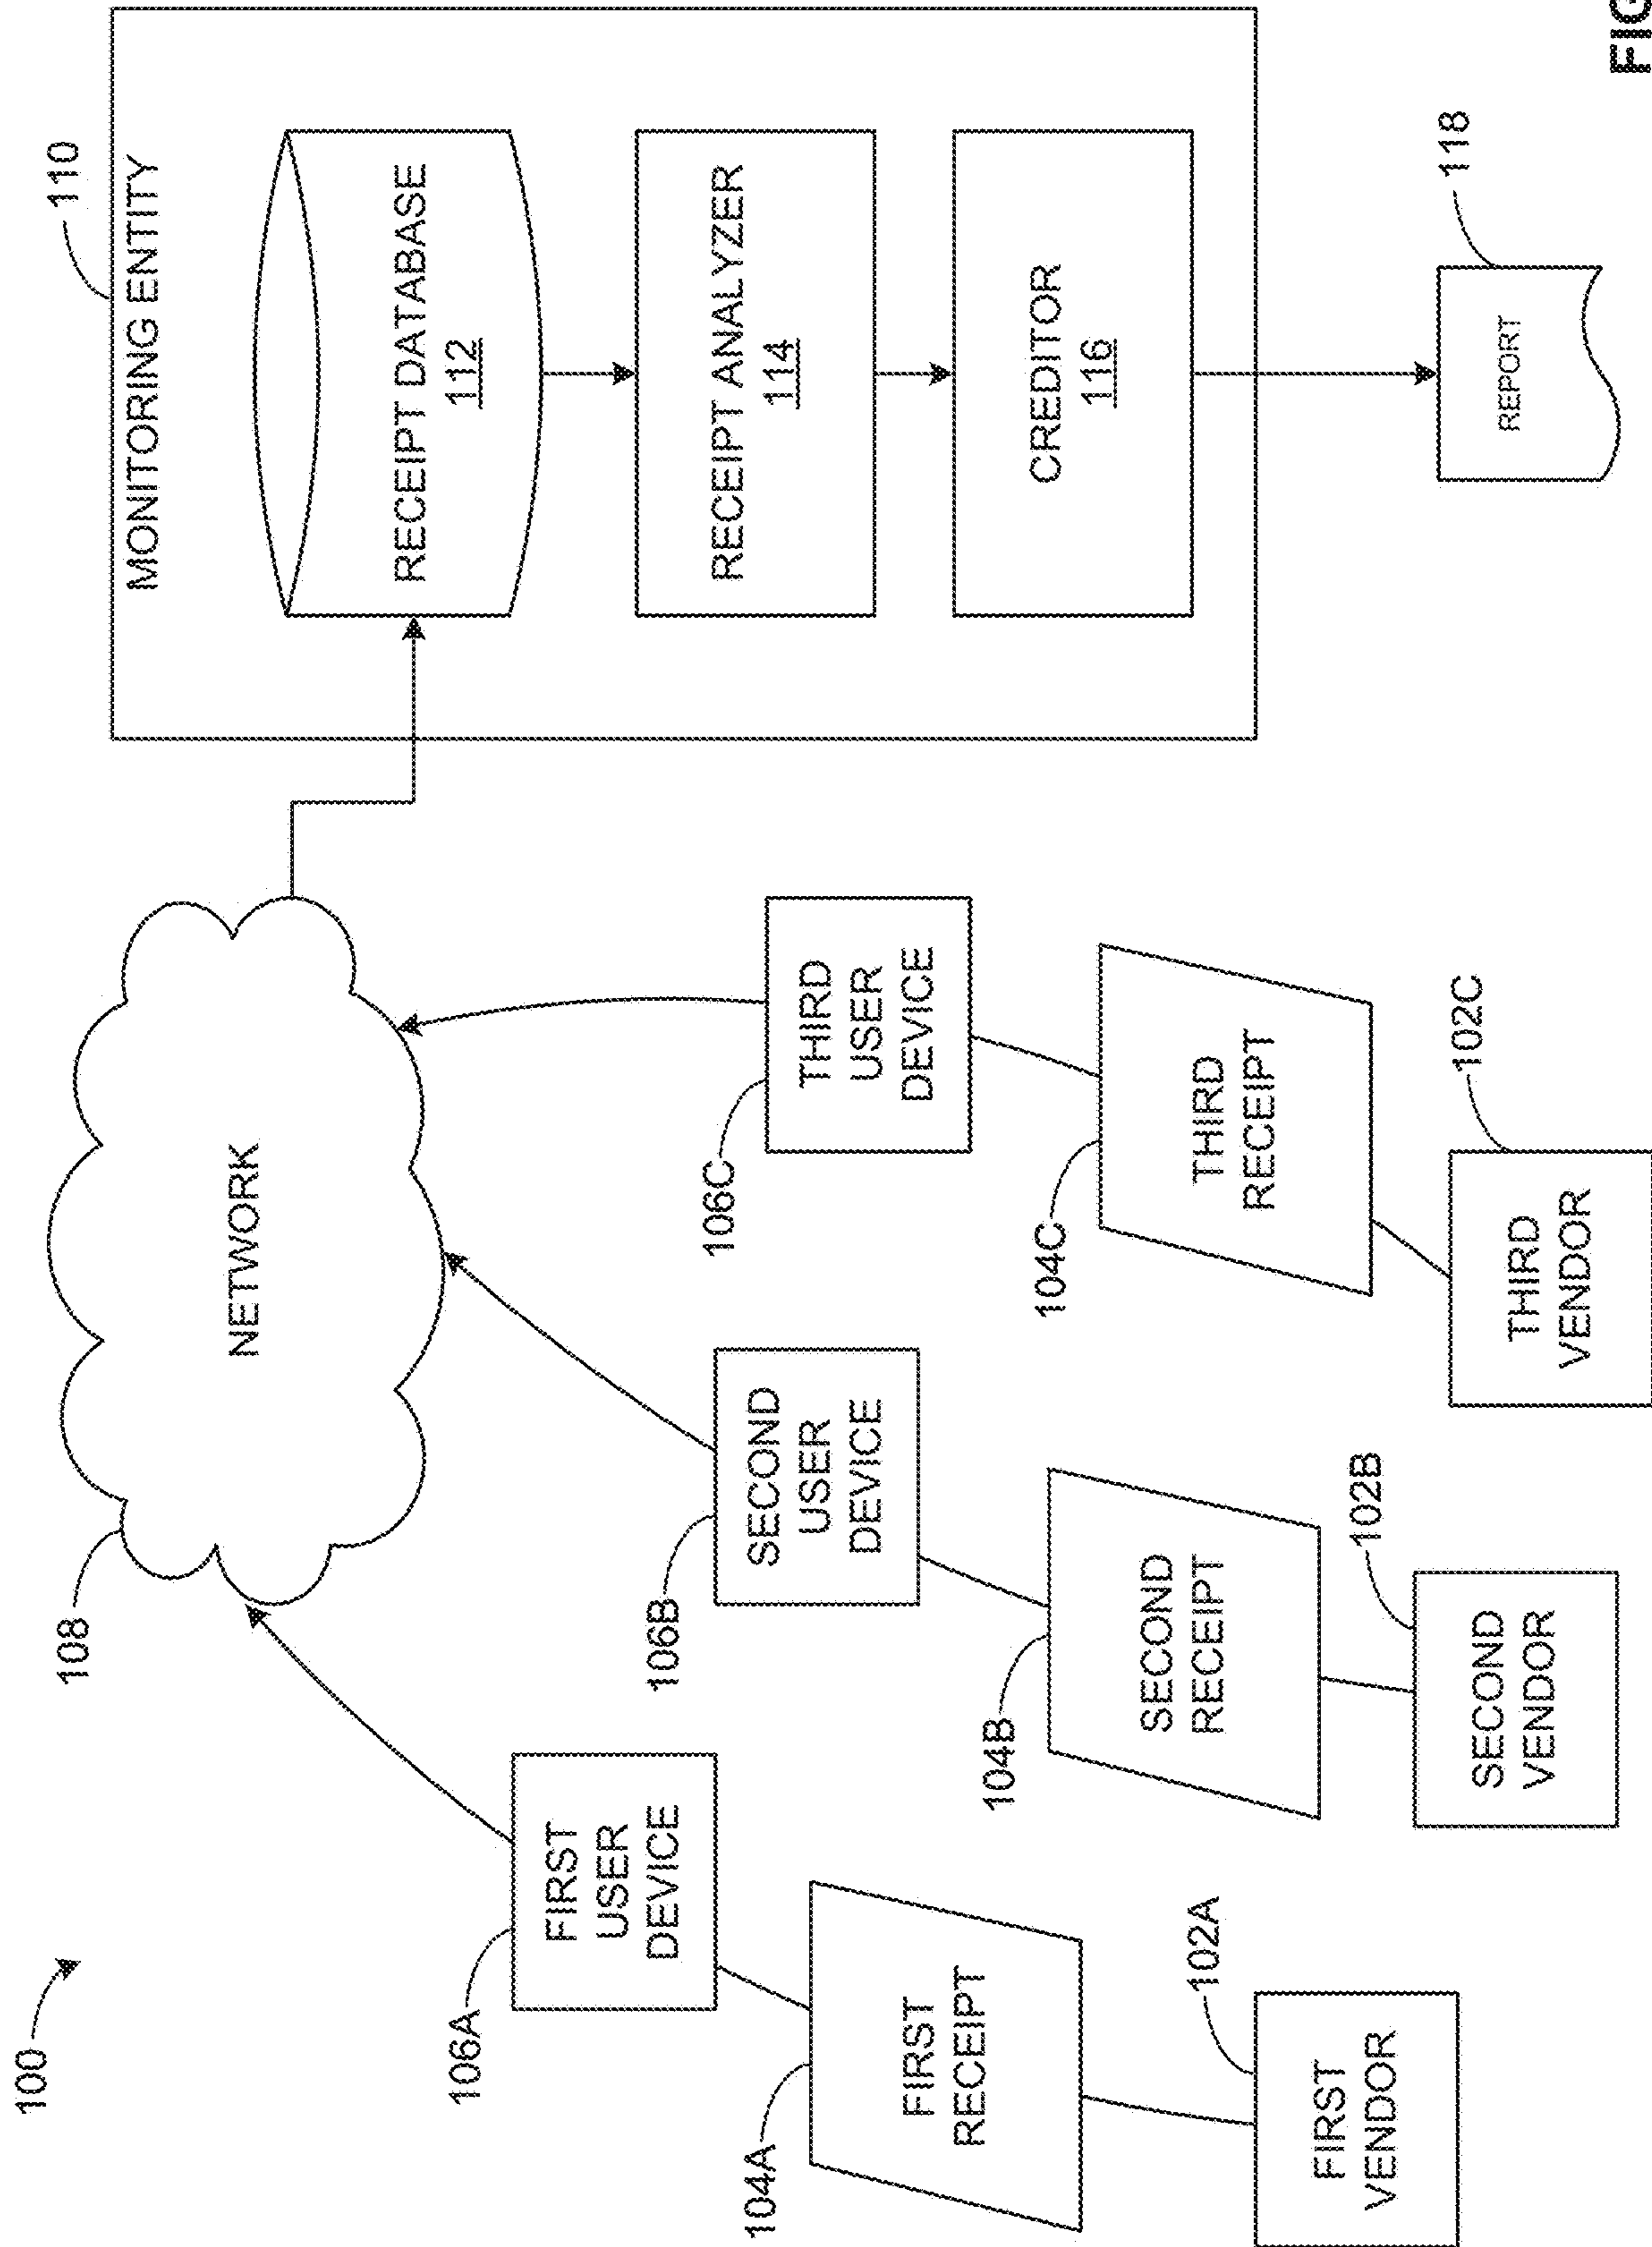 100
108
NETWORK
110
MONITORING ENTITY
RECEIPT DATABASE
112
RECEIPT ANALYZER
114
CREDITOR
116
118
REPORT
106A
FIRST
USER
DEVICE
106B
SECOND
USER
DEVICE
106C
THIRD
USER
DEVICE
104A
FIRST
RECEIPT
104B
SECOND
RECEIPT
104C
THIRD
RECEIPT
102A
FIRST
VENDOR
102B
SECOND
VENDOR
102C
THIRD
VENDOR
FIG